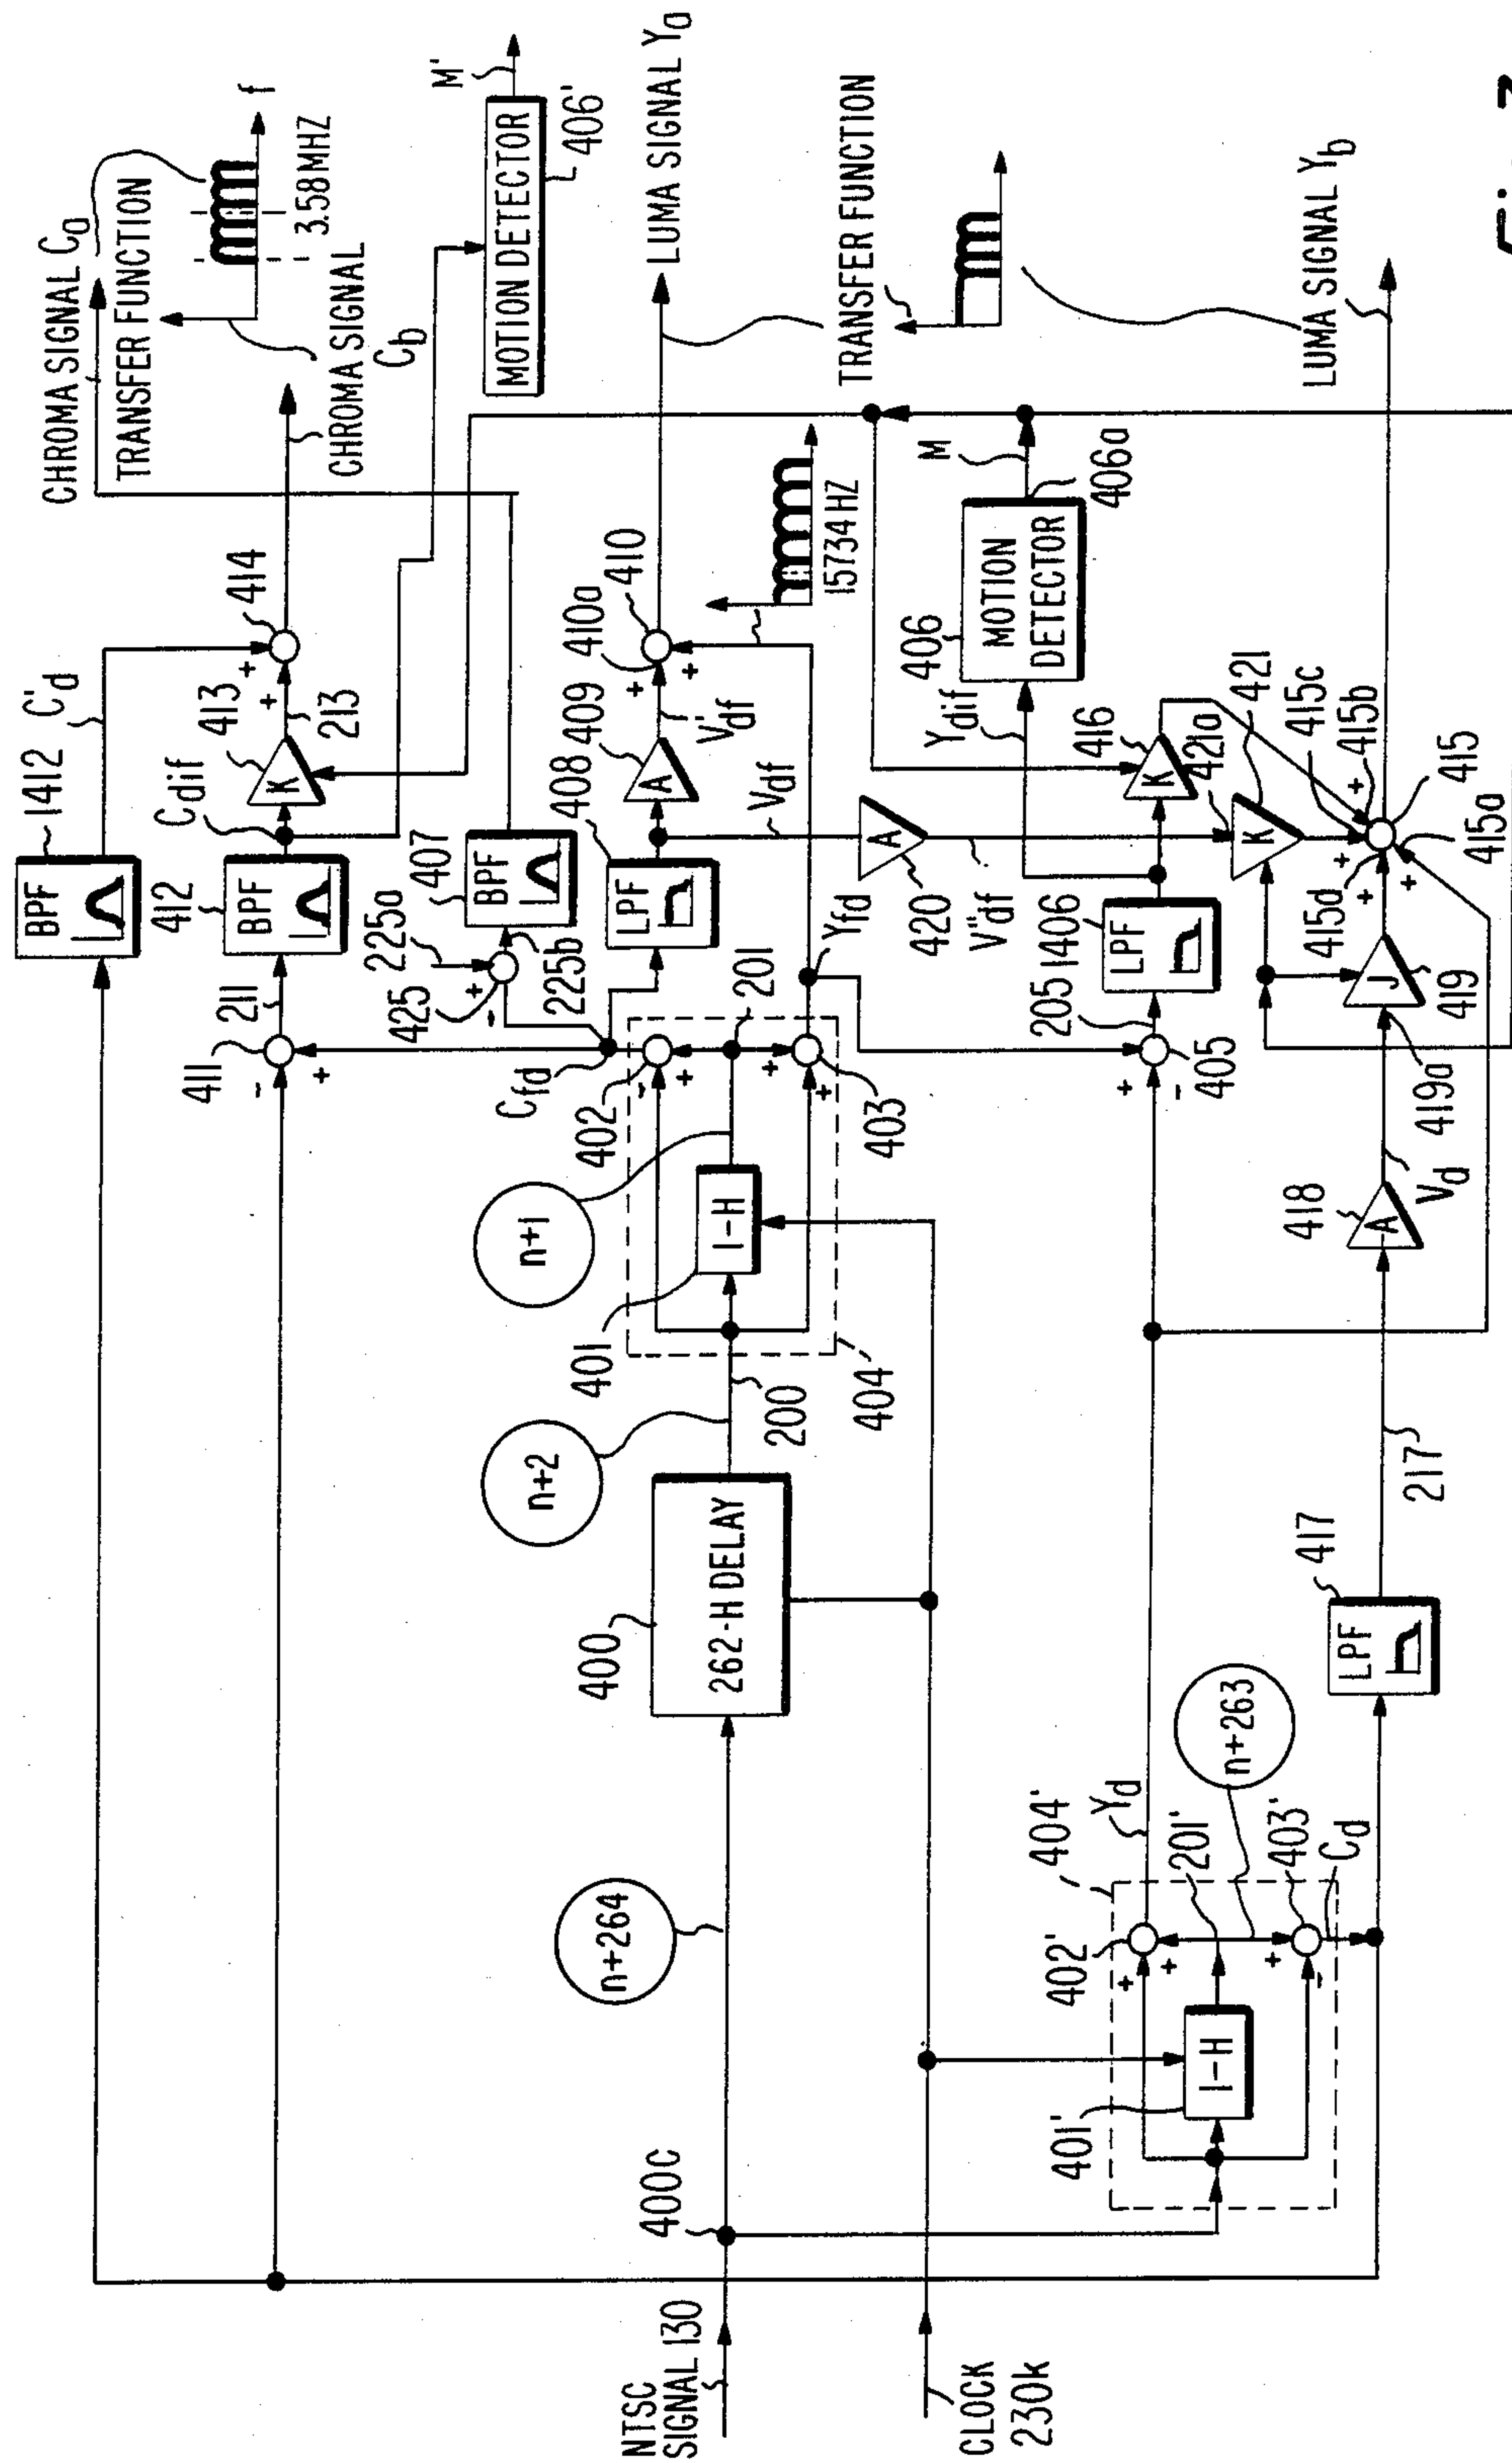 NTSC
SIGNAL 130
CLOCK
230k
400C
n+264
400
262-H DELAY
n+2
200
404
401
1-H
n+1
402
403
201
Cfd
401'
1-H
404'
402'
201'
403'
Yd
Cd
n+263
417
LPF
217
418
A
Vd
419a
J
419
411
-
+
211
412
BPF
1412
BPF
C'd
Cdif
413
K
213
+
+
414
425
225a
225b
+
-
407
BPF
408
LPF
409
A
V'df
Vdf
410a
410
+
+
15734 HZ
Yfd
420
A
V"df
405
+
-
205
1406
LPF
Ydif
406
MOTION
DETECTOR
406a
M
416
K
421a
K
421
415c
415b
415
415a
415d
+
+
+
+
-
+
+
+
+
+
+
-
CHROMA SIGNAL Ca
TRANSFER FUNCTION
f
3.58 MHZ
CHROMA SIGNAL
CHROMA SIGNAL
Cb
MOTION DETECTOR
406'
M'
LUMA SIGNAL Ya
TRANSFER FUNCTION
LUMA SIGNAL Yb